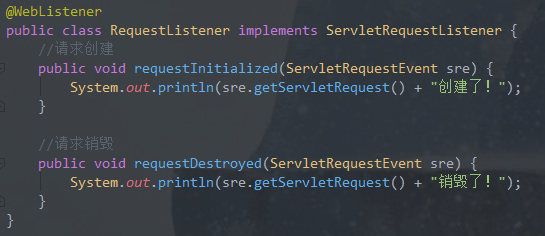 @WebListener
public class RequestListener implements ServletRequestListener {
    //请求创建
    public void requestInitialized(ServletRequestEvent sre) {
        System.out.println(sre.getServletRequest() + "创建了！");
    }

    //请求销毁
    public void requestDestroyed(ServletRequestEvent sre) {
        System.out.println(sre.getServletRequest() + "销毁了！");
    }
}